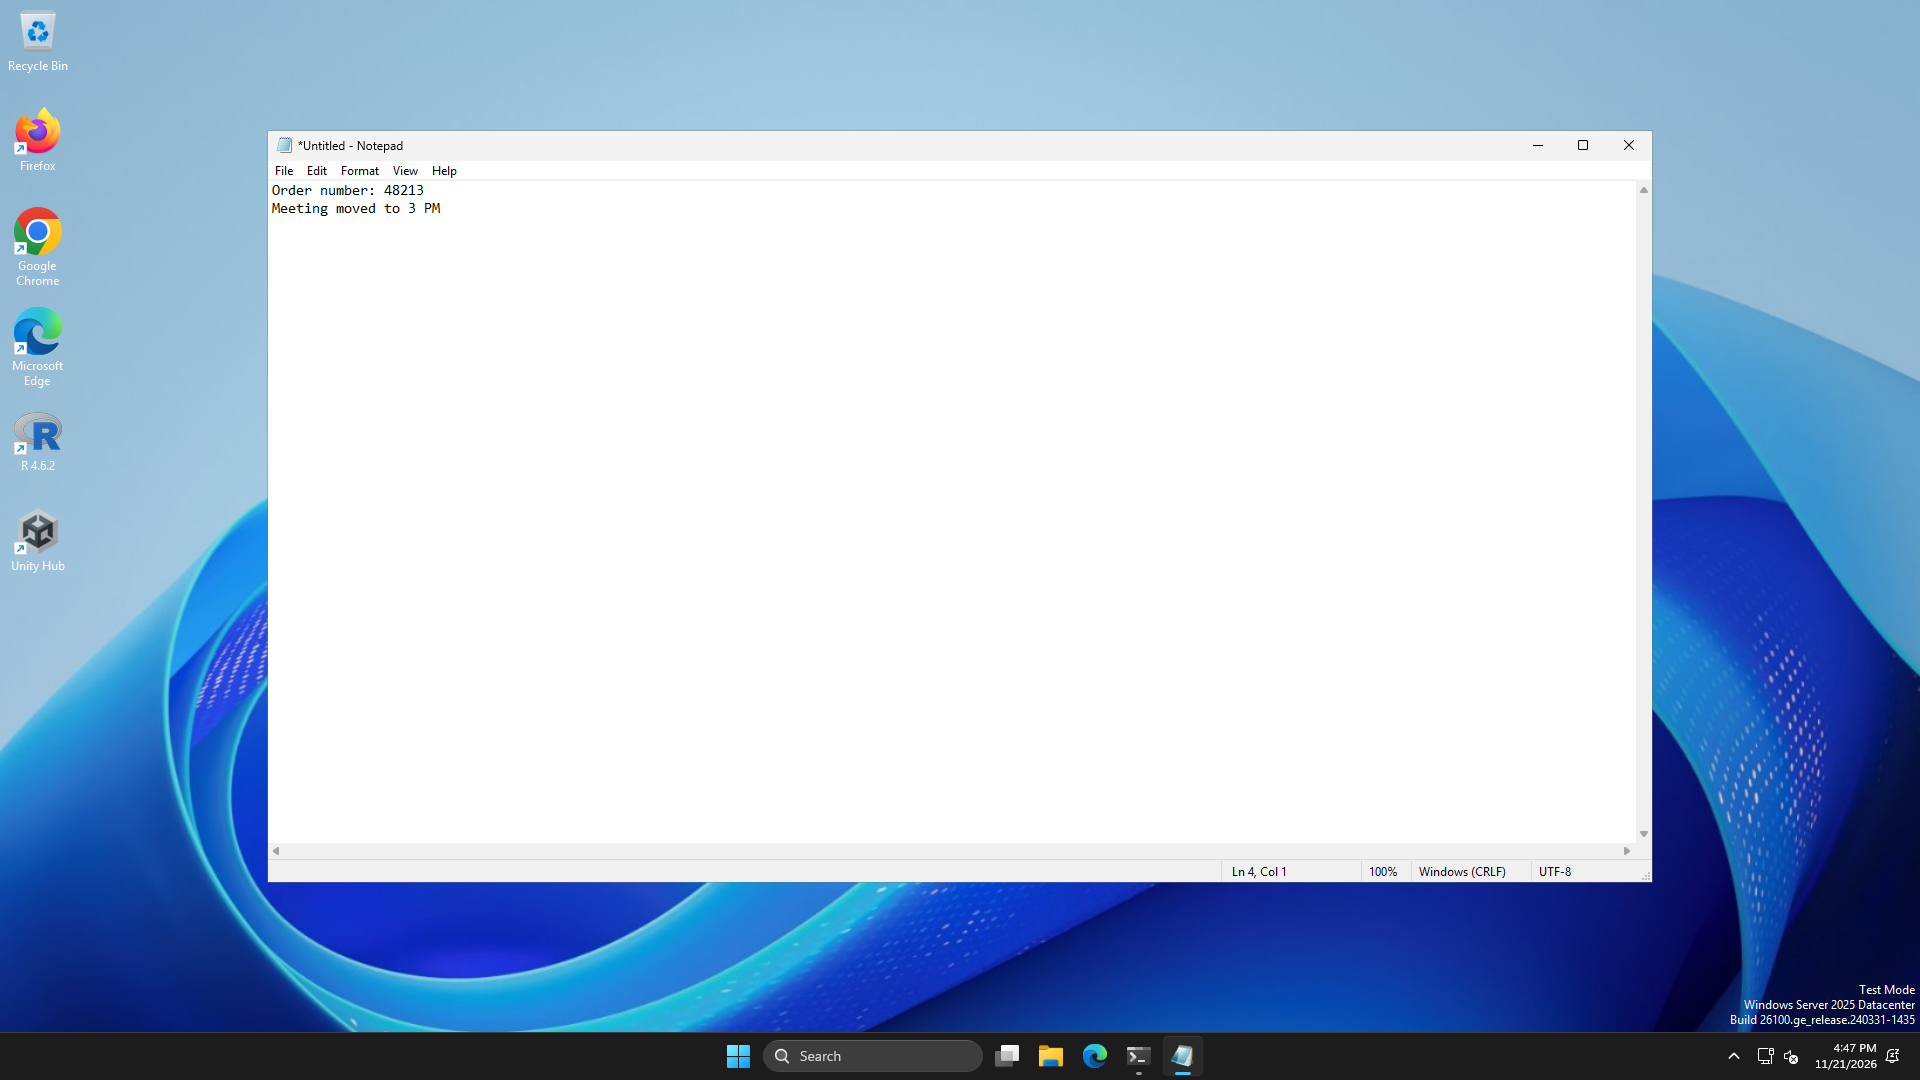 Recycle Bin
Firefox
Google
Chrome
Microsoft
Edge
R 4.6.2
Unity Hub
*Untitled - Notepad
File Edit Format View Help
Order number: 48213
Meeting moved to 3 PM
Ln 4, Col 1 100% Windows (CRLF) UTF-8
Test Mode
Windows Server 2025 Datacenter
Build 26100.ge_release.240331-1435
Search
4:47 PM
11/21/2026